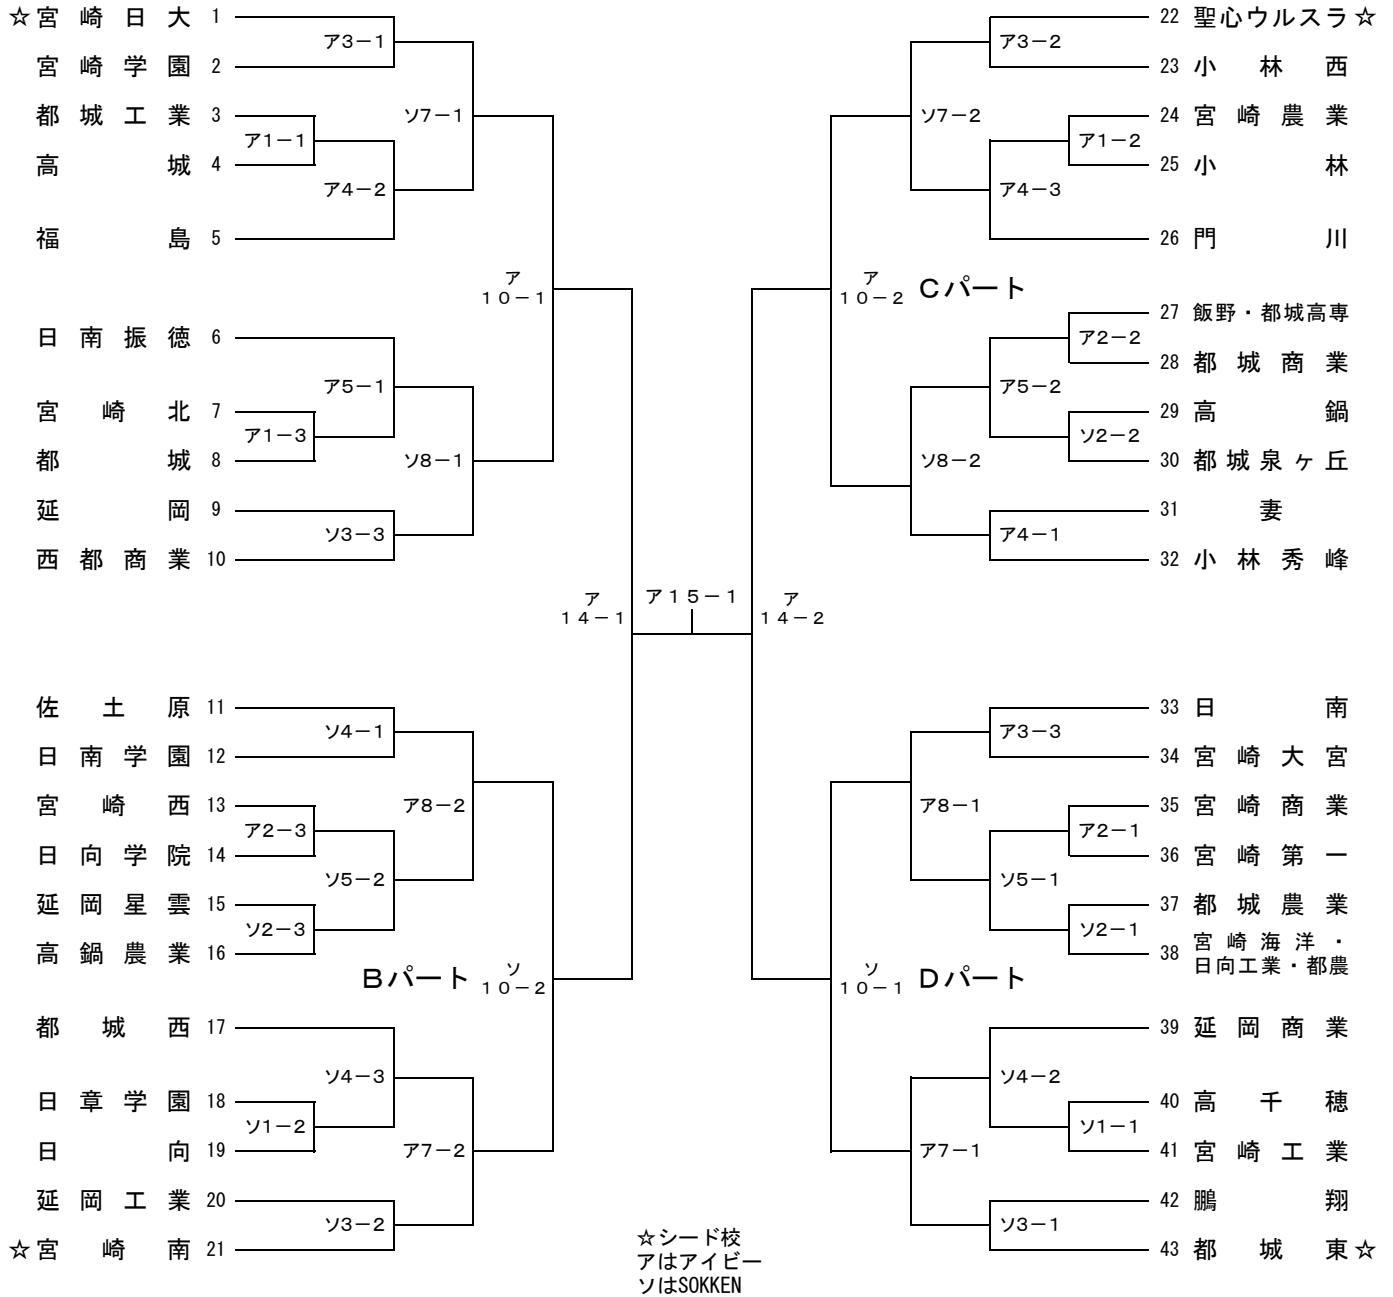 ☆宮崎日大 1
ア3－1
宮崎学園 2
都城工業 3
ソ7－1
ア1－1
高城 4
ア4－2
福島 5
ア
10－1
日南振徳 6
ア5－1
宮崎北 7
ア1－3
都城 8
ソ8－1
延岡 9
ソ3－3
西都商業 10
ア
14－1
ア15－1
佐土原 11
ソ4－1
日南学園 12
宮崎西 13
ア8－2
ア2－3
日向学院 14
ソ5－2
延岡星雲 15
ソ2－3
高鍋農業 16
Bパート
ソ
10－2
都城西 17
ソ4－3
日章学園 18
ソ1－2
日向 19
ア7－2
延岡工業 20
ソ3－2
☆宮崎南 21
22 聖心ウルスラ☆
ア3－2
23 小林西
24 宮崎農業
ソ7－2
ア1－2
25 小林
ア4－3
26 門川
ア
10－2
Cパート
27 飯野・都城高専
ア2－2
28 都城商業
ア5－2
29 高鍋
ソ2－2
30 都城泉ヶ丘
ソ8－2
31 妻
ア4－1
32 小林秀峰
ア
14－2
33 日南
ア3－3
34 宮崎大宮
35 宮崎商業
ア8－1
ア2－1
36 宮崎第一
ソ5－1
37 都城農業
ソ2－1
38 宮崎海洋・
日向工業・都農
ソ
10－1
Dパート
39 延岡商業
ソ4－2
40 高千穂
ソ1－1
41 宮崎工業
ア7－1
42 鵬翔
ソ3－1
43 都城東☆
☆シード校
アはアイビー
ソはSOKKEN